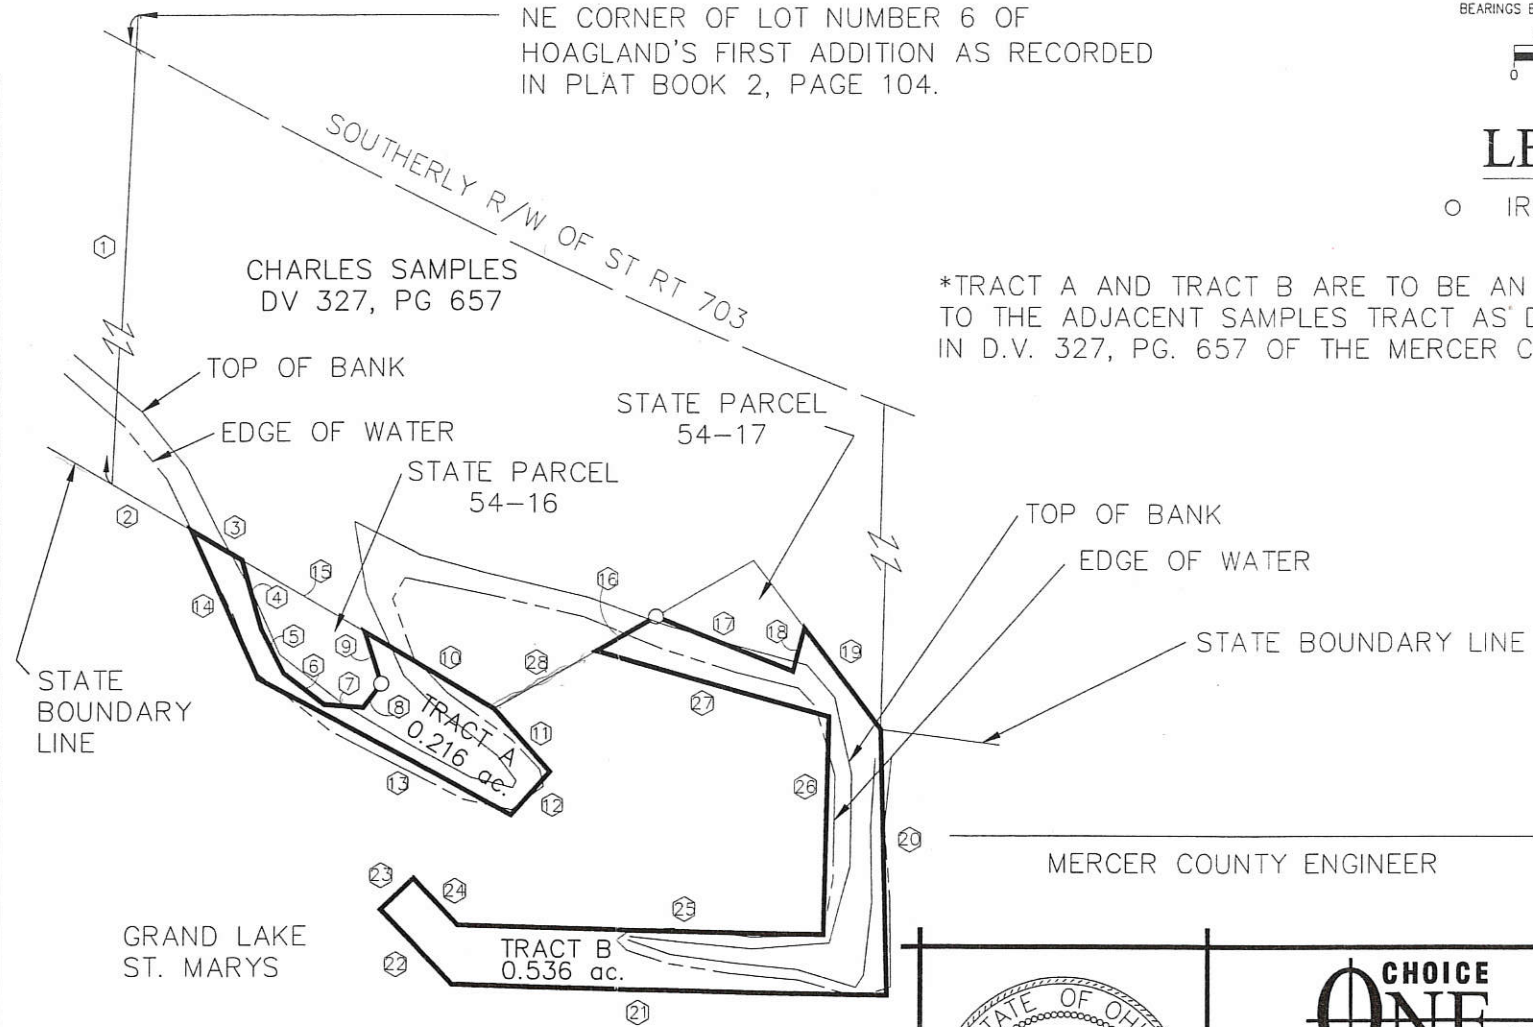 NE CORNER OF LOT NUMBER 6 OF
HOAGLAND'S FIRST ADDITION AS RECORDED
IN PLAT BOOK 2, PAGE 104.
BEARINGS
0
SOUTHERLY R/W OF ST RT 703
1
CHARLES SAMPLES
DV 327, PG 657
*TRACT A AND TRACT B ARE TO BE AN
TO THE ADJACENT SAMPLES TRACT AS
IN D.V. 327, PG. 657 OF THE MERCER
TOP OF BANK
EDGE OF WATER
STATE PARCEL
54-17
STATE PARCEL
54-16
TOP OF BANK
EDGE OF WATER
STATE BOUNDARY LINE
STATE
BOUNDARY
LINE
2
3
15
4
14
5
6
7
9
8
10
28
16
17
18
19
27
11
12
13
26
20
TRACT A
0.216 ac.
MERCER COUNTY ENGINEER
23
24
25
22
21
GRAND LAKE
ST. MARYS
TRACT B
0.536 ac.
STATE OF
CHOICE
ONE